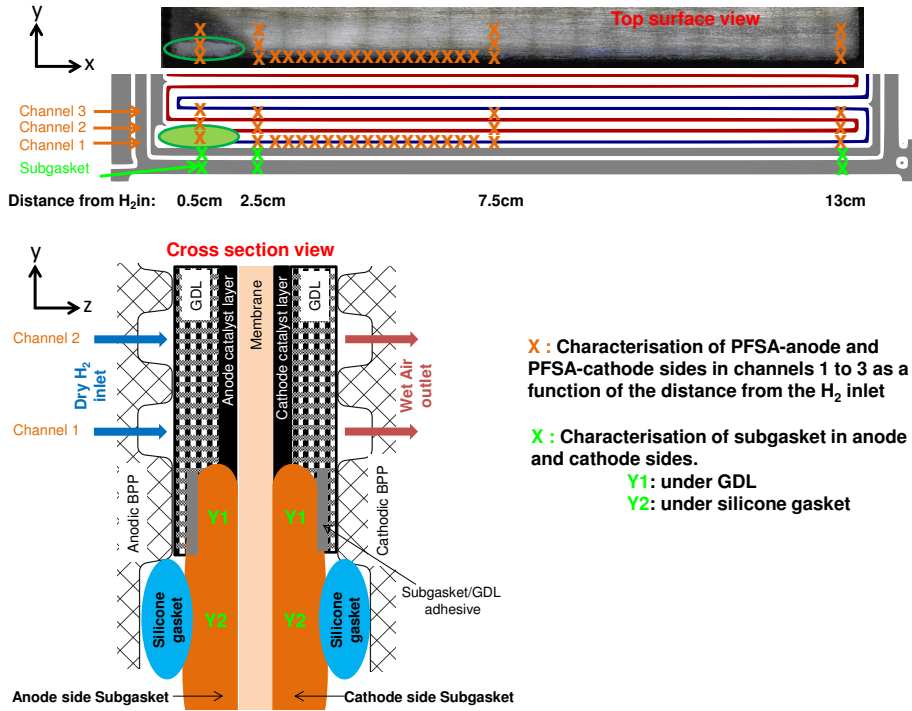 y
x
Top surface view
X X X X
X X X X
X X X X X X X X X X X X X X X X X X X
Channel 3
Channel 2
Channel 1
Subgasket
X X X X
X X X X
X X X X X X X X X X X X X X X X X X X
X X X
X X X
Distance from H₂in: 0.5cm 2.5cm 7.5cm 13cm
Cross section view
y
z
Channel 2
Channel 1
Dry H₂
inlet
GDL
Anode catalyst layer
Membrane
Cathode catalyst layer
GDL
Wet Air
outlet
Anodic BPP
Cathodic BPP
Y1 Y1
Y2 Y2
Silicone
gasket
Silicone
gasket
Subgasket/GDL
adhesive
Anode side Subgasket
Cathode side Subgasket
X : Characterisation of PFSA-anode and
PFSA-cathode sides in channels 1 to 3 as a
function of the distance from the H₂ inlet
X : Characterisation of subgasket in anode
and cathode sides.
Y1: under GDL
Y2: under silicone gasket